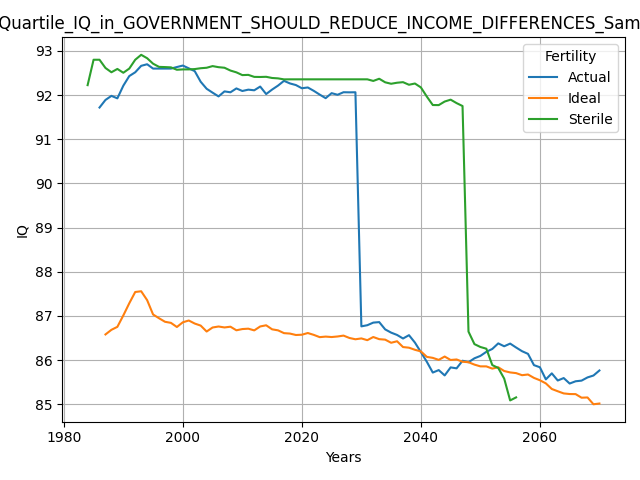 Quartile_IQ_in_GOVERNMENT_SHOULD_REDUCE_INCOME_DIFFERENCES_Sam
93
92
91
90
89
88
87
86
85
IQ
1980
2000
2020
2040
2060
Years
Fertility
Actual
Ideal
Sterile